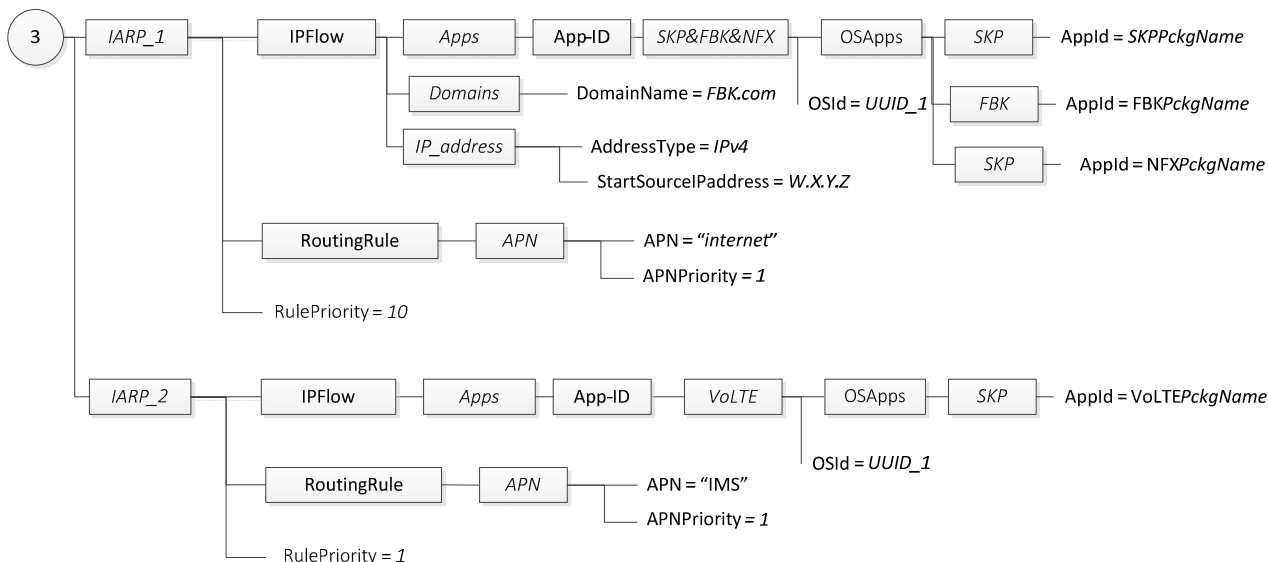 3
IARP_1
IPFlow
Apps
App-ID
SKP&FBK&NFX
OSApps
SKP
AppId = SKPPckgName
Domains
DomainName = FBK.com
OSId = UUID_1
FBK
AppId = FBKPckgName
IP_address
AddressType = IPv4
SKP
AppId = NFXPckgName
StartSourceIPaddress = W.X.Y.Z
RoutingRule
APN
APN = “internet”
APNPriority = 1
RulePriority = 10
IARP_2
IPFlow
Apps
App-ID
VoLTE
OSApps
SKP
AppId = VoLTEPckgName
OSId = UUID_1
RoutingRule
APN
APN = “IMS”
APNPriority = 1
RulePriority = 1